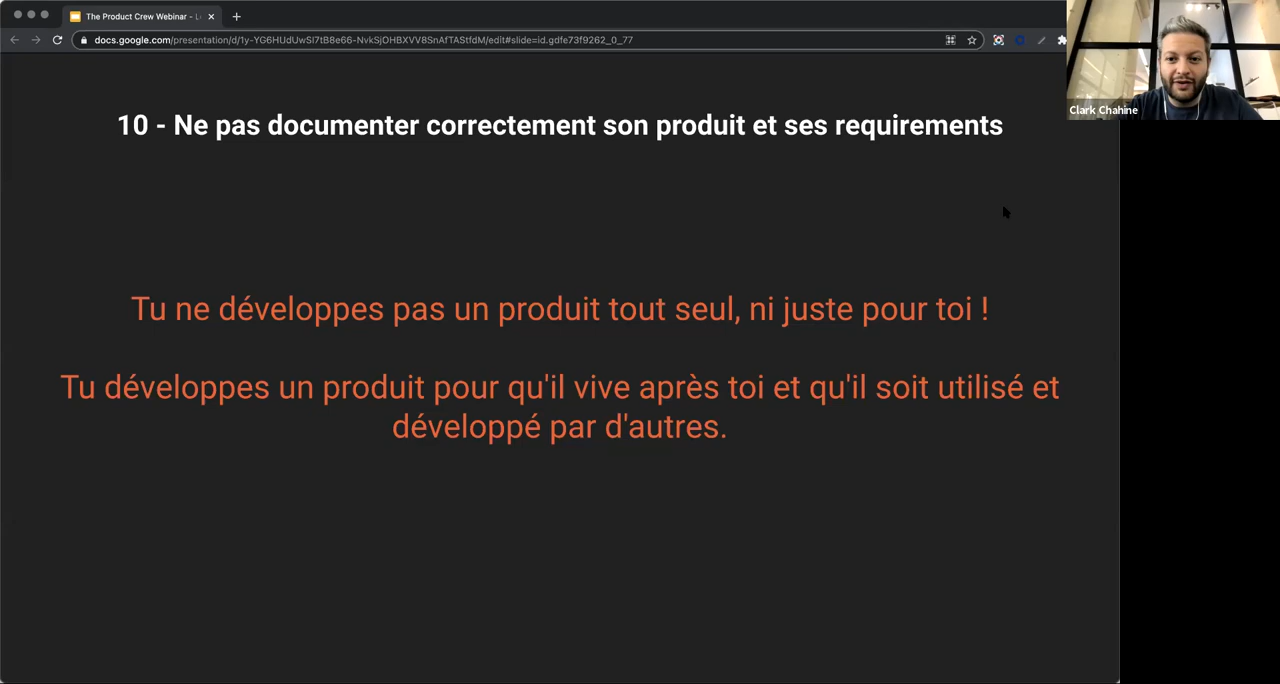 The Product Crew Webinar - L
docs.google.com/presentation/d/1y-YG6HUdUwSI7tB8e66-NvkSjOHBXVV8SnAfTAStfdM/edit#slide=id.gdfe73f9262_0_77
Clark Chahine
10 - Ne pas documenter correctement son produit et ses requirements
Tu ne développes pas un produit tout seul, ni juste pour toi !
Tu développes un produit pour qu'il vive après toi et qu'il soit utilisé et
développé par d'autres.